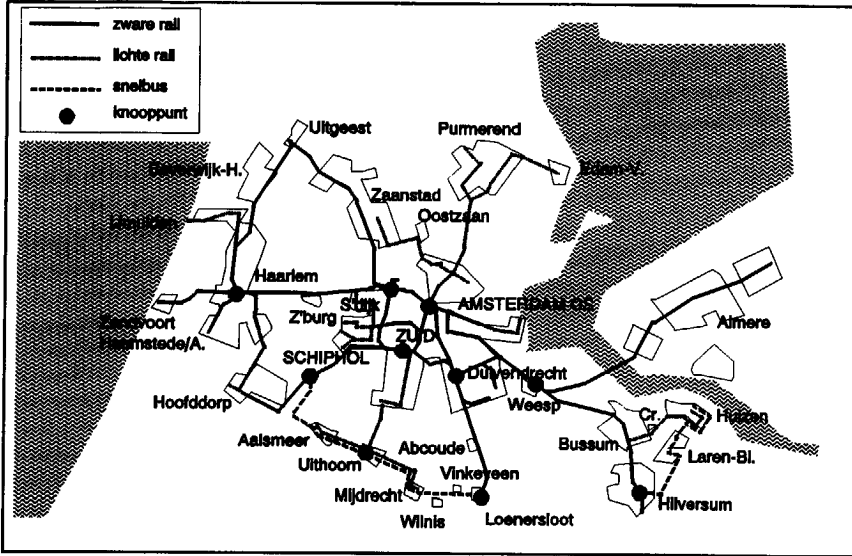 zware rail
lichte rail
snelbus
knooppunt
Uitgeest
Purmerend
Beverwijk-H.
Edam-V.
Zaanstad
Oostzaan
IJmuiden
Haarlem
S'dijk
AMSTERDAM CS
Z'burg
Zandvoort
Heemstede/A.
ZUID
Almere
SCHIPHOL
Duivendrecht
Weesp
Hoofddorp
Cr.
Huizen
Aalsmeer
Abcoude
Bussum
Uithoorn
Laren-Bl.
Vinkeveen
Mijdrecht
Hilversum
Wilnis
Loenersloot